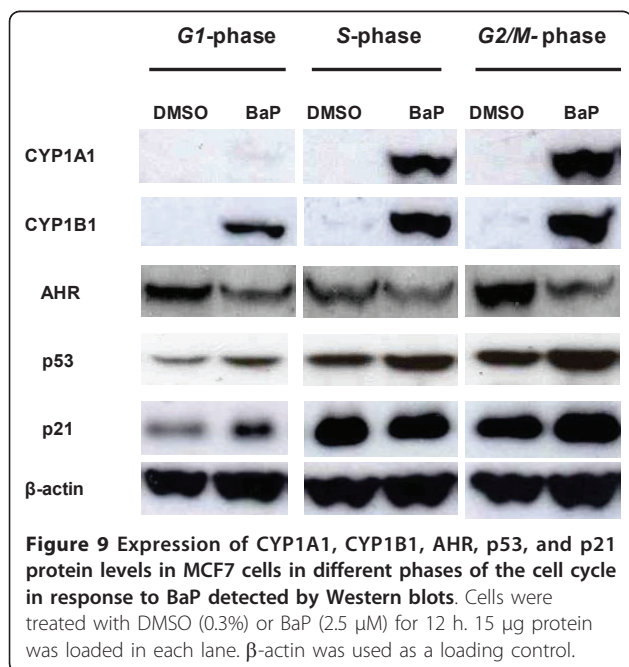 G1-phase S-phase G2/M- phase
DMSO BaP DMSO BaP DMSO BaP
CYP1A1
CYP1B1
AHR
p53
p21
β-actin
Figure 9 Expression of CYP1A1, CYP1B1, AHR, p53, and p21
protein levels in MCF7 cells in different phases of the cell cycle
in response to BaP detected by Western blots. Cells were
treated with DMSO (0.3%) or BaP (2.5 μM) for 12 h. 15 μg protein
was loaded in each lane. β-actin was used as a loading control.